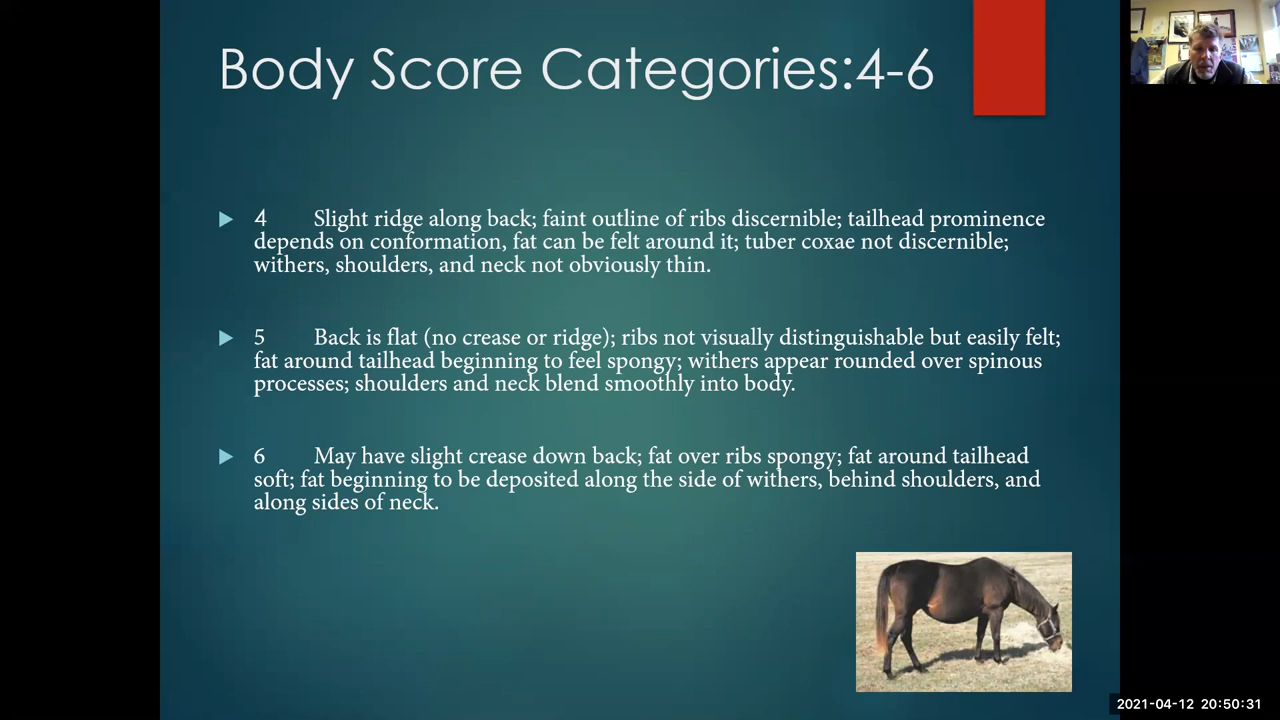 Body Score Categories:4-6
4 Slight ridge along back; faint outline of ribs discernible; tailhead prominence
depends on conformation, fat can be felt around it; tuber coxae not discernible;
withers, shoulders, and neck not obviously thin.
5 Back is flat (no crease or ridge); ribs not visually distinguishable but easily felt;
fat around tailhead beginning to feel spongy; withers appear rounded over spinous
processes; shoulders and neck blend smoothly into body.
6 May have slight crease down back; fat over ribs spongy; fat around tailhead
soft; fat beginning to be deposited along the side of withers, behind shoulders, and
along sides of neck.
2021-04-12 20:50:31